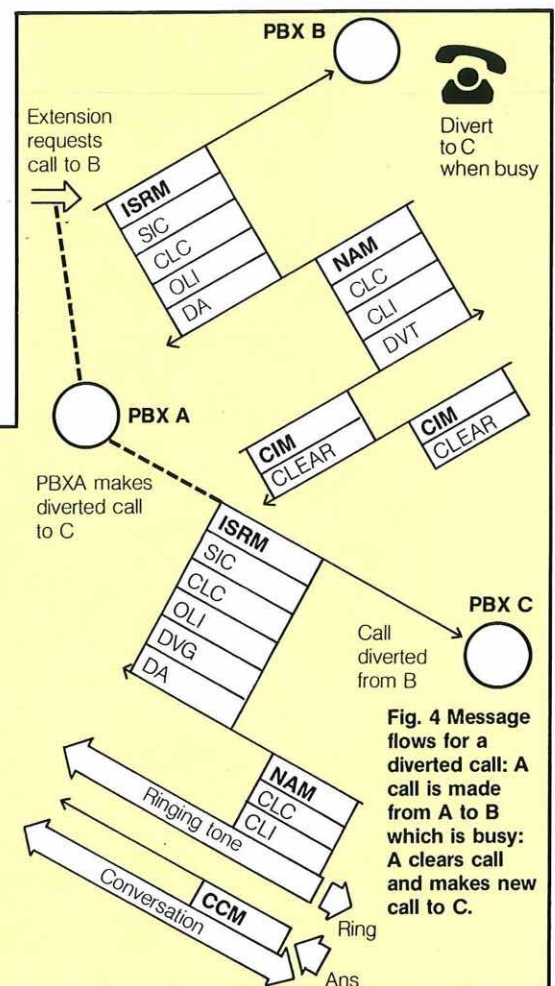 PBX B
Extension
requests
call to B
Divert
to C
when busy
ISRM
SIC
CLC
OLI
DA
NAM
CLC
CLI
DVT
CIM
CLEAR
CIM
CLEAR
PBX A
PBXA makes
diverted call
to C
ISRM
SIC
CLC
OLI
DVG
DA
PBX C
Call
diverted
from B
NAM
CLC
CLI
Ringing tone
Ring
CCM
Conversation
Ans
Fig. 4 Message
flows for a
diverted call: A
call is made
from A to B
which is busy:
A clears call
and makes new
call to C.